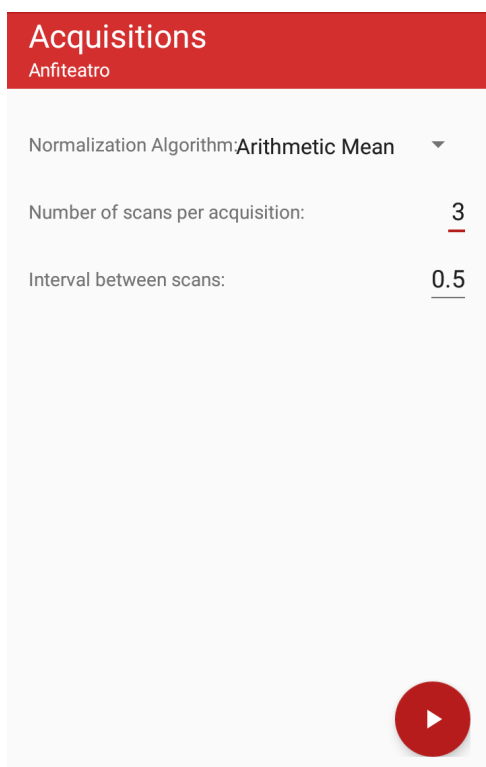 Acquisitions
Anfiteatro
Normalization Algorithm: Arithmetic Mean
Number of scans per acquisition: 3
Interval between scans: 0.5